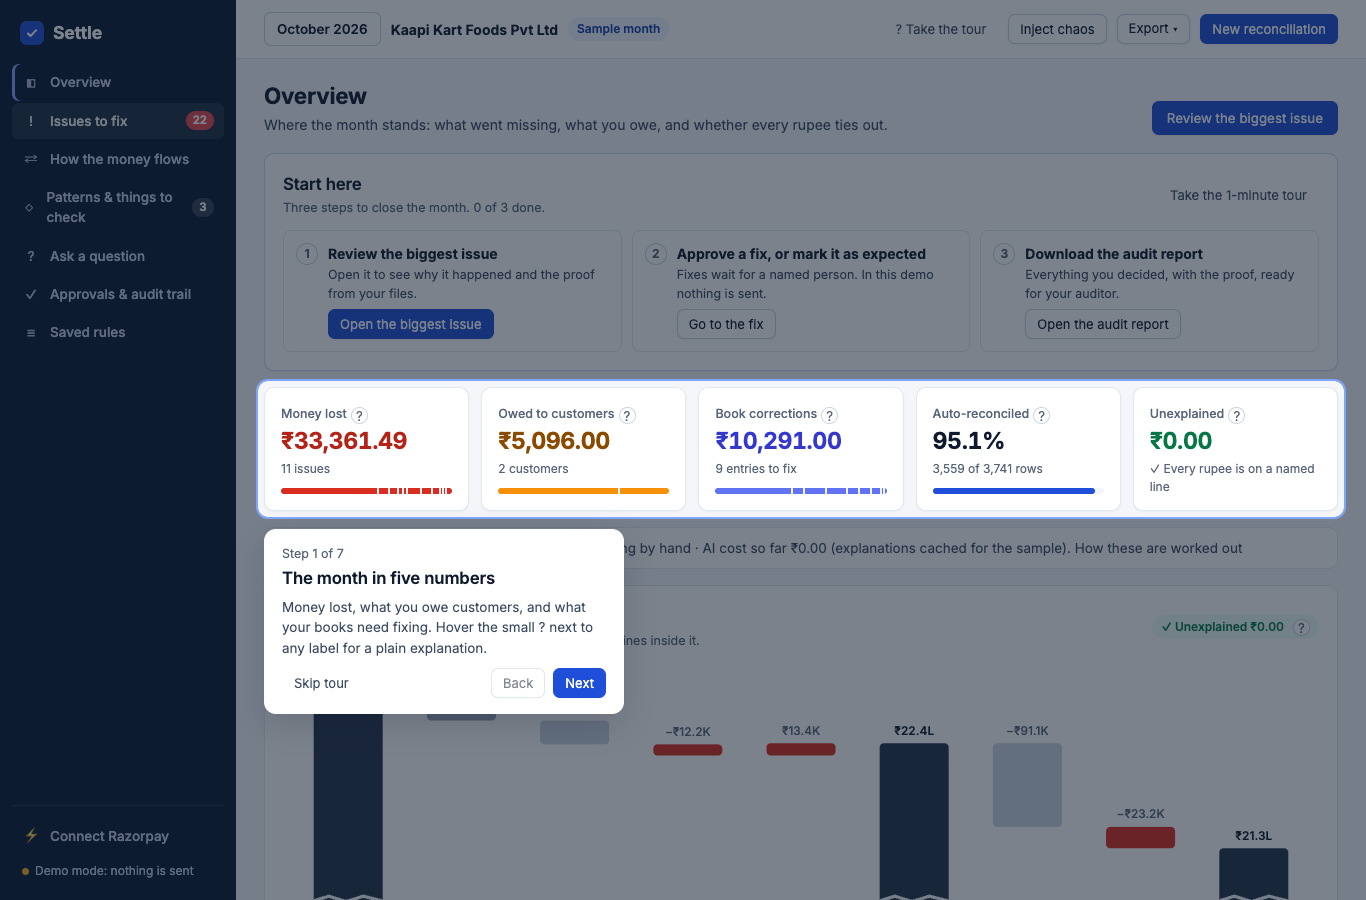 Settle
Overview
! Issues to fix 22
How the money flows
Patterns & things to
check
3
? Ask a question
Approvals & audit trail
Saved rules
Connect Razorpay
Demo mode: nothing is sent
October 2026
Kaapi Kart Foods Pvt Ltd
Sample month
? Take the tour
Inject chaos
Export
New reconciliation
Overview
Where the month stands: what went missing, what you owe, and whether every rupee ties out.
Review the biggest issue
Start here
Three steps to close the month. 0 of 3 done.
Take the 1-minute tour
1 Review the biggest issue
Open it to see why it happened and the proof
from your files.
Open the biggest issue
2 Approve a fix, or mark it as expected
Fixes wait for a named person. In this demo
nothing is sent.
Go to the fix
3 Download the audit report
Everything you decided, with the proof, ready
for your auditor.
Open the audit report
Money lost ?
₹33,361.49
11 issues
Owed to customers ?
₹5,096.00
2 customers
Book corrections ?
₹10,291.00
9 entries to fix
Auto-reconciled ?
95.1%
3,559 of 3,741 rows
Unexplained ?
₹0.00
✓ Every rupee is on a named
line
Step 1 of 7
The month in five numbers
Money lost, what you owe customers, and what
your books need fixing. Hover the small ? next to
any label for a plain explanation.
Skip tour
Back
Next
by hand · AI cost so far ₹0.00 (explanations cached for the sample). How these are worked out
✓ Unexplained ₹0.00 ?
inside it.
−₹12.2K
₹13.4K
₹22.4L
−₹91.1K
−₹23.2K
₹21.3L